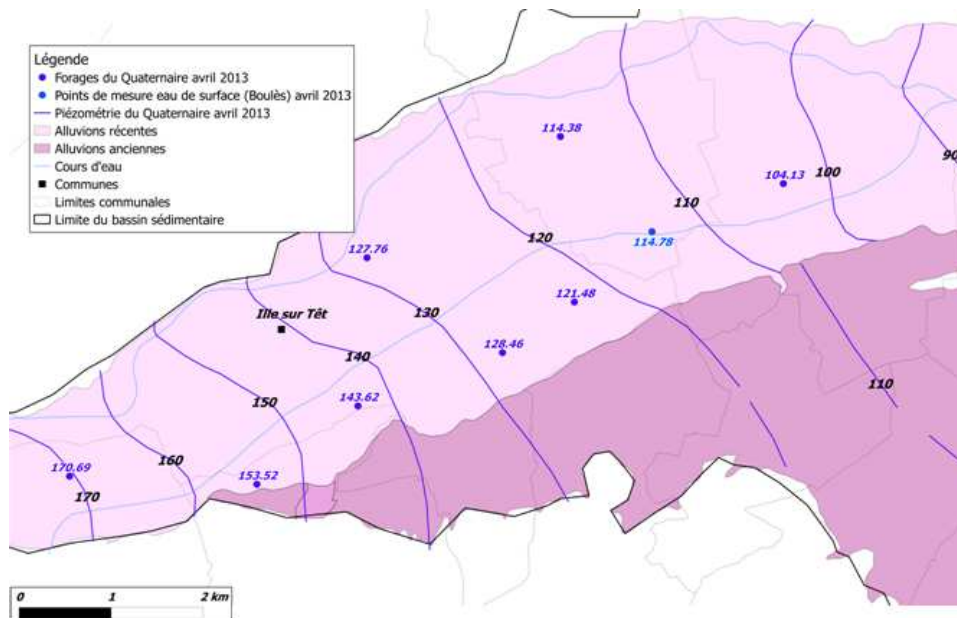 Légende
Forages du Quaternaire avril 2013
Points de mesure eau de surface (Boulès) avril 2013
Piézométrie du Quaternaire avril 2013
Alluvions récentes
Alluvions anciennes
Cours d'eau
Communes
Limites communales
Limite du bassin sédimentaire
114.38
104.13
90
100
110
114.78
120
127.76
121.48
Ille sur Têt
130
128.46
140
110
150
143.62
160
170.69
153.52
170
0 1 2 km